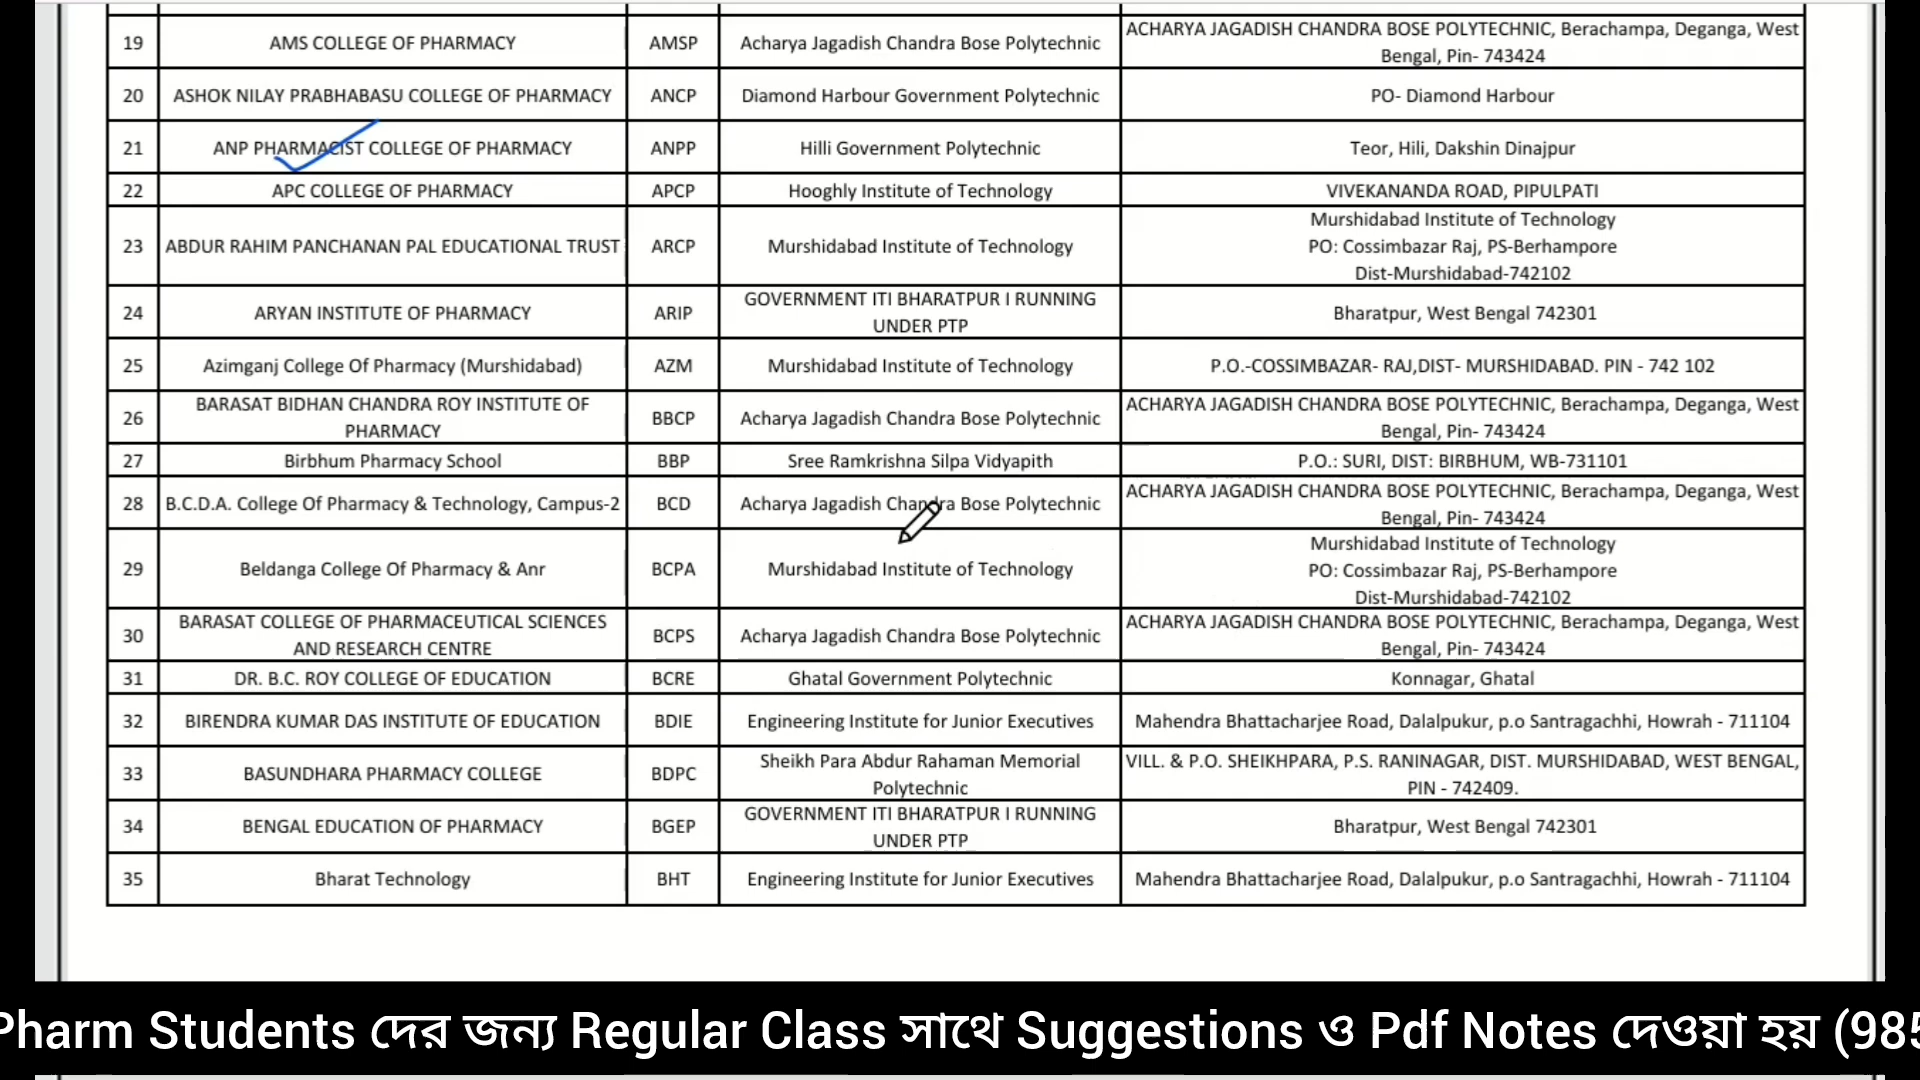 19 AMS COLLEGE OF PHARMACY AMSP Acharya Jagadish Chandra Bose Polytechnic ACHARYA JAGADISH CHANDRA BOSE POLYTECHNIC, Berachampa, Deganga, West
Bengal, Pin- 743424
20 ASHOK NILAY PRABHABASU COLLEGE OF PHARMACY ANCP Diamond Harbour Government Polytechnic PO- Diamond Harbour
21 ANP PHARMACIST COLLEGE OF PHARMACY ANPP Hilli Government Polytechnic Teor, Hili, Dakshin Dinajpur
22 APC COLLEGE OF PHARMACY APCP Hooghly Institute of Technology VIVEKANANDA ROAD, PIPULPATI
23 ABDUR RAHIM PANCHANAN PAL EDUCATIONAL TRUST ARCP Murshidabad Institute of Technology Murshidabad Institute of Technology
PO: Cossimbazar Raj, PS-Berhampore
Dist-Murshidabad-742102
24 ARYAN INSTITUTE OF PHARMACY ARIP GOVERNMENT ITI BHARATPUR I RUNNING
UNDER PTP Bharatpur, West Bengal 742301
25 Azimganj College Of Pharmacy (Murshidabad) AZM Murshidabad Institute of Technology P.O.-COSSIMBAZAR- RAJ,DIST- MURSHIDABAD. PIN - 742 102
26 BARASAT BIDHAN CHANDRA ROY INSTITUTE OF
PHARMACY BBCP Acharya Jagadish Chandra Bose Polytechnic ACHARYA JAGADISH CHANDRA BOSE POLYTECHNIC, Berachampa, Deganga, West
Bengal, Pin- 743424
27 Birbhum Pharmacy School BBP Sree Ramkrishna Silpa Vidyapith P.O.: SURI, DIST: BIRBHUM, WB-731101
28 B.C.D.A. College Of Pharmacy & Technology, Campus-2 BCD Acharya Jagadish Chandra Bose Polytechnic ACHARYA JAGADISH CHANDRA BOSE POLYTECHNIC, Berachampa, Deganga, West
Bengal, Pin- 743424
29 Beldanga College Of Pharmacy & Anr BCPA Murshidabad Institute of Technology Murshidabad Institute of Technology
PO: Cossimbazar Raj, PS-Berhampore
Dist-Murshidabad-742102
30 BARASAT COLLEGE OF PHARMACEUTICAL SCIENCES
AND RESEARCH CENTRE BCPS Acharya Jagadish Chandra Bose Polytechnic ACHARYA JAGADISH CHANDRA BOSE POLYTECHNIC, Berachampa, Deganga, West
Bengal, Pin- 743424
31 DR. B.C. ROY COLLEGE OF EDUCATION BCRE Ghatal Government Polytechnic Konnagar, Ghatal
32 BIRENDRA KUMAR DAS INSTITUTE OF EDUCATION BDIE Engineering Institute for Junior Executives Mahendra Bhattacharjee Road, Dalalpukur, p.o Santragachhi, Howrah - 711104
33 BASUNDHARA PHARMACY COLLEGE BDPC Sheikh Para Abdur Rahaman Memorial
Polytechnic VILL. & P.O. SHEIKHPARA, P.S. RANINAGAR, DIST. MURSHIDABAD, WEST BENGAL,
PIN - 742409.
34 BENGAL EDUCATION OF PHARMACY BGEP GOVERNMENT ITI BHARATPUR I RUNNING
UNDER PTP Bharatpur, West Bengal 742301
35 Bharat Technology BHT Engineering Institute for Junior Executives Mahendra Bhattacharjee Road, Dalalpukur, p.o Santragachhi, Howrah - 711104
Pharm Students দের জন্য Regular Class সাথে Suggestions ও Pdf Notes দেওয়া হয় (985